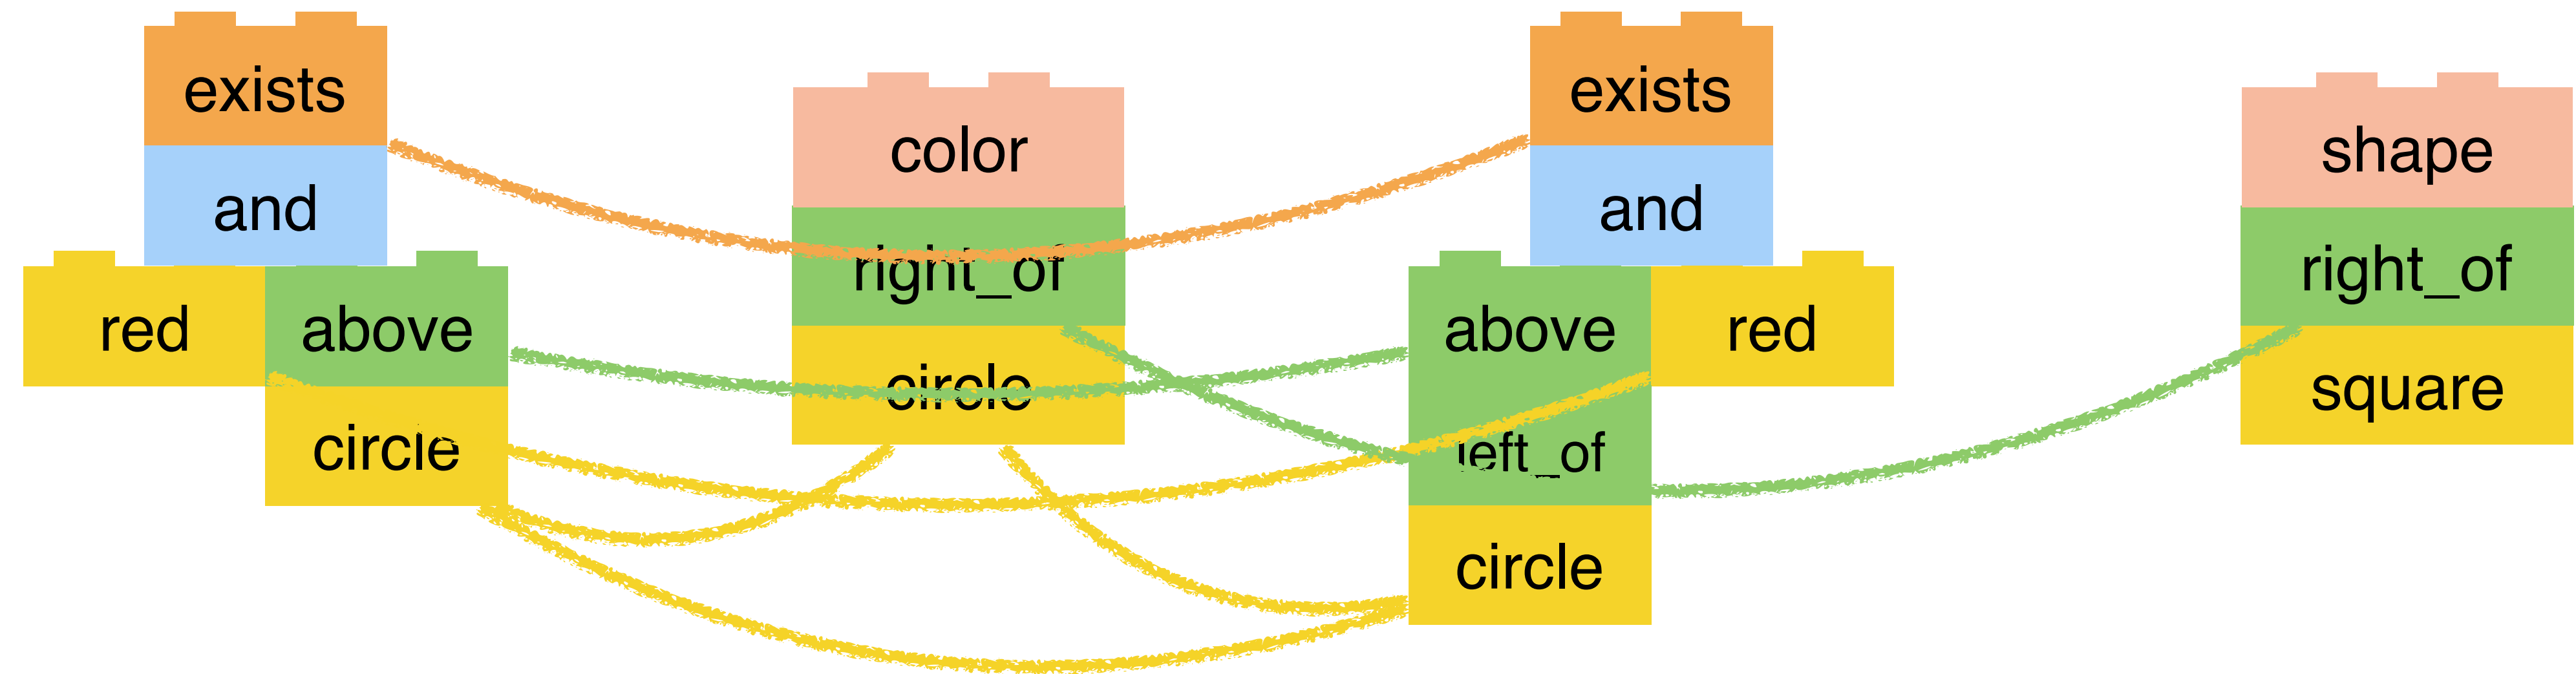 exists
and
red above
circle
color
right_of
circle
exists
and
above red
left_of
circle
shape
right_of
square